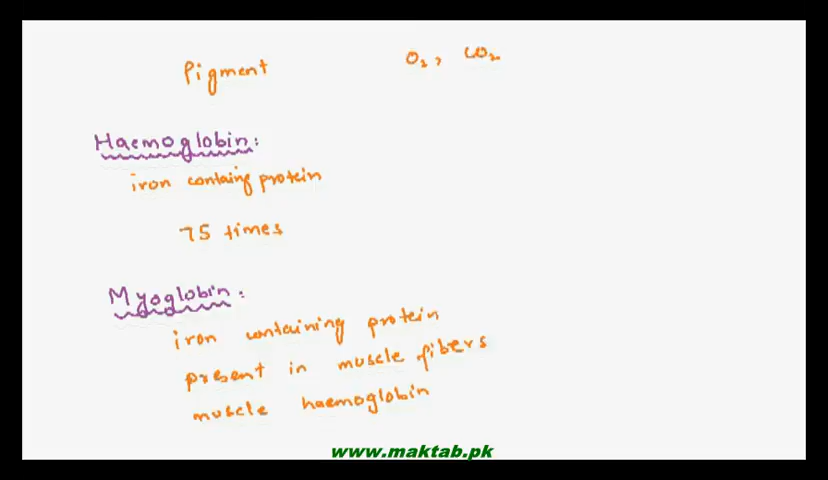 Pigment O2, CO2
Haemoglobin:
iron containg protein
75 times
Myoglobin:
iron containing protein
present in muscle fibers
muscle haemoglobin
www.maktab.pk